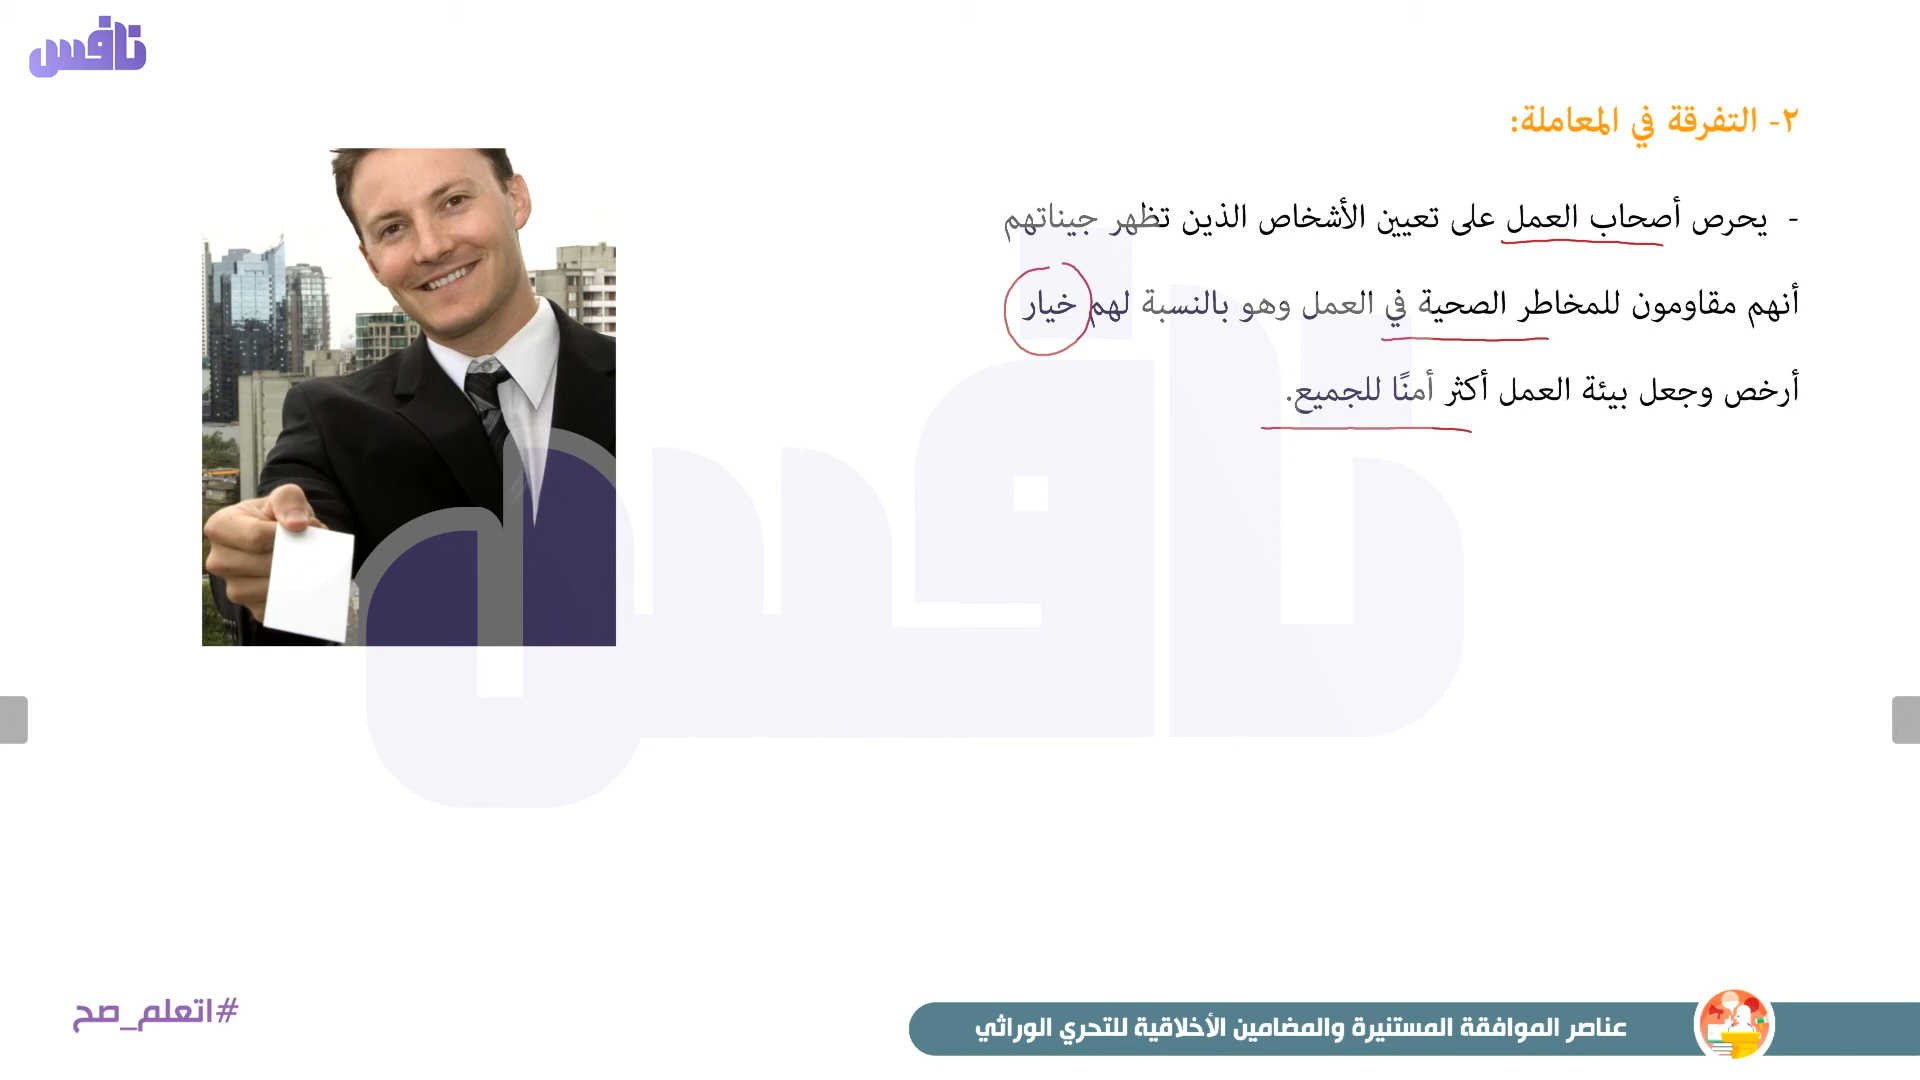 نافس
٢- التفرقة في المعاملة:
- يحرص أصحاب العمل على تعيين الأشخاص الذين تظهر جيناتهم
أنهم مقاومون للمخاطر الصحية في العمل وهو بالنسبة لهم خيار
أرخص وجعل بيئة العمل أكثر أمنًا للجميع.
نافس
#اتعلم_صح
عناصر الموافقة المستنيرة والمضامين الأخلاقية للتحري الوراثي